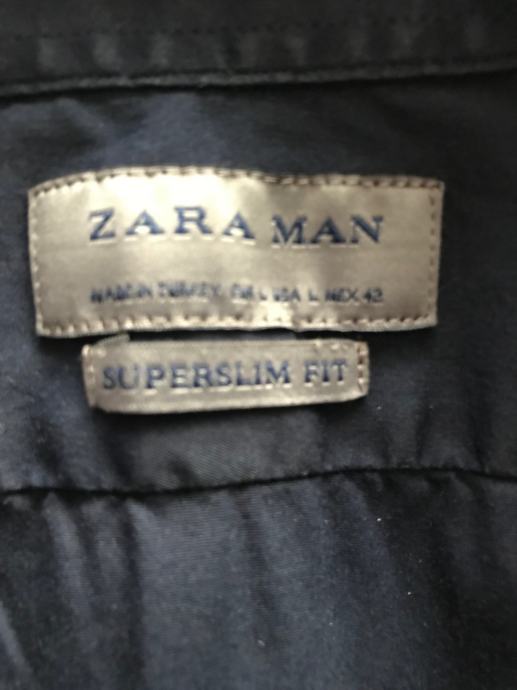 ZARA MAN
MADE IN TURKEY EUR L USA L MEX 42
SUPERSLIM FIT